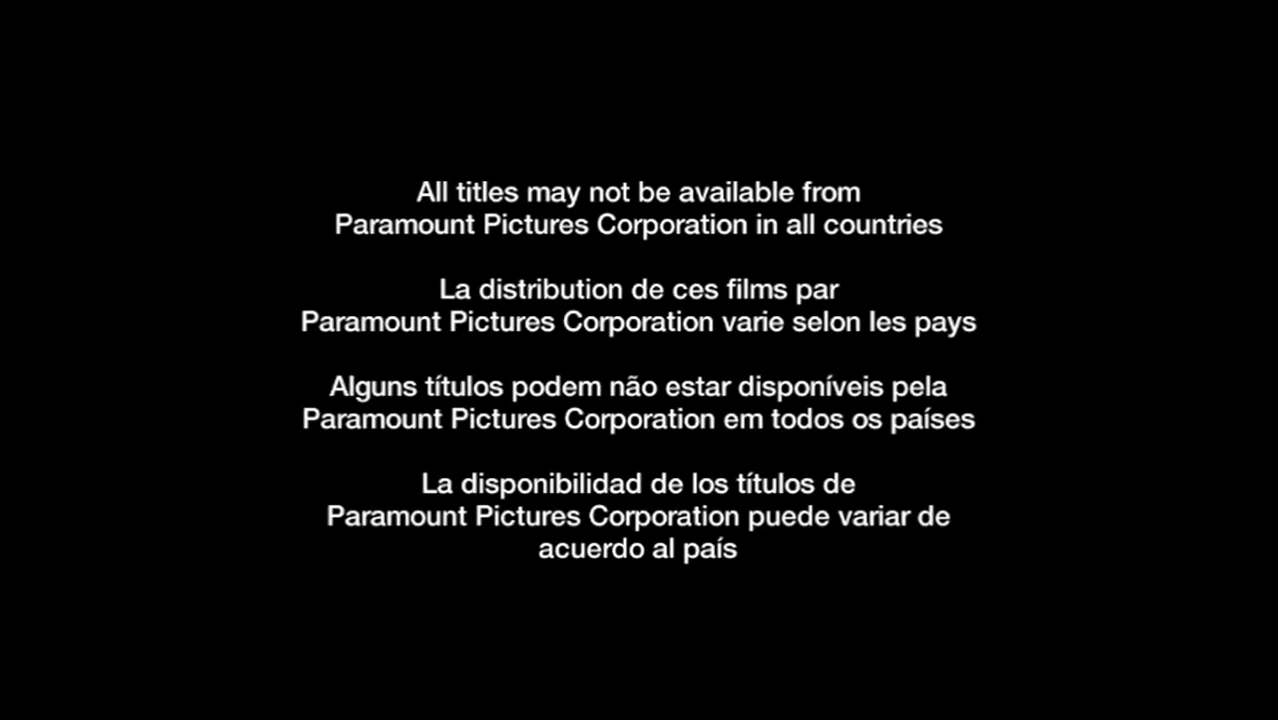 All titles may not be available from
Paramount Pictures Corporation in all countries
La distribution de ces films par
Paramount Pictures Corporation varie selon les pays
Alguns títulos podem não estar disponíveis pela
Paramount Pictures Corporation em todos os países
La disponibilidad de los títulos de
Paramount Pictures Corporation puede variar de
acuerdo al país